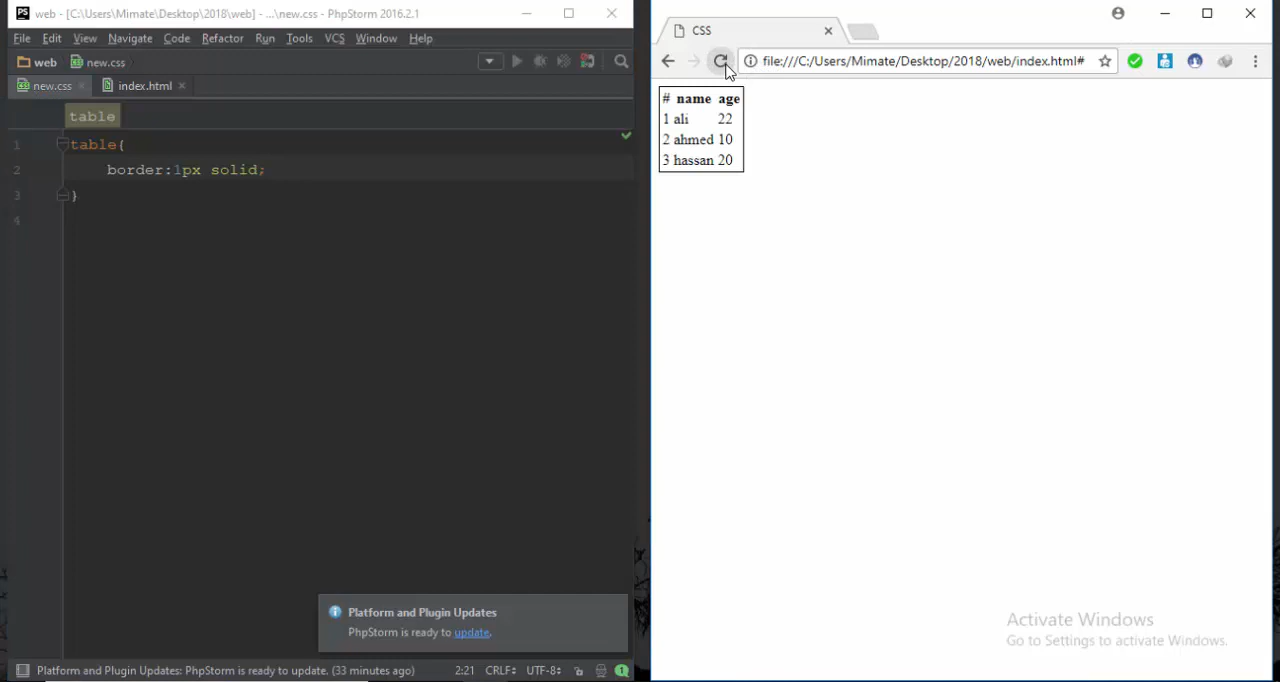 PS web - [C:\Users\Mimate\Desktop\2018\web] - ...\new.css - PhpStorm 2016.2.1
File Edit View Navigate Code Refactor Run Tools VCS Window Help
web new.css
new.css index.html
table
1 table{
2 border:1px solid;
3 }
4
Platform and Plugin Updates
PhpStorm is ready to update.
Platform and Plugin Updates: PhpStorm is ready to update. (33 minutes ago) 2:21 CRLF UTF-8 1
CSS
file:///C:/Users/Mimate/Desktop/2018/web/index.html#
# name age
1 ali 22
2 ahmed 10
3 hassan 20
Activate Windows
Go to Settings to activate Windows.